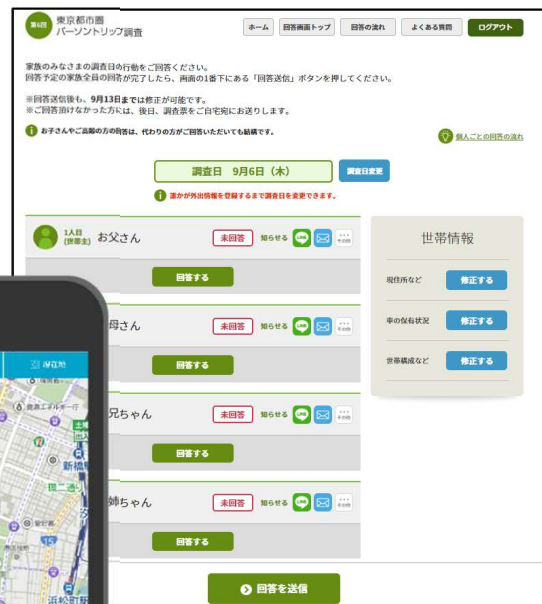 第6回
東京都市圏
パーソントリップ調査
ホーム
回答画面トップ
回答の流れ
よくある質問
ログアウト
家族のみなさまの調査日の行動をご回答ください。
回答予定の家族全員の回答が完了したら、画面の1番下にある「回答送信」ボタンを押してください。
※回答送信後も、9月13日までは修正が可能です。
※ご回答頂けなかった方には、後日、調査票をご自宅宛にお送りします。
お子さんやご高齢の方の回答は、代わりの方がご回答いただいても結構です。
個人ごとの回答の流れ
調査日 9月6日（木）
調査日変更
誰かが外出情報を登録するまで調査日を変更できます。
1人目
(世帯主)
お父さん
未回答
知らせる
LINE
その他
回答する
母さん
未回答
知らせる
LINE
その他
回答する
兄ちゃん
未回答
知らせる
LINE
その他
回答する
姉ちゃん
未回答
知らせる
LINE
その他
回答する
回答を送信
世帯情報
現住所など
修正する
車の保有状況
修正する
世帯構成など
修正する
現在地
新橋
環二通り
15
浜松町駅